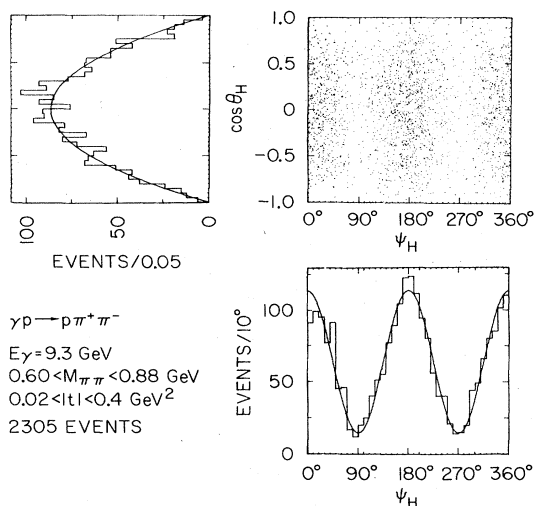 1.0
0.5
0
-0.5
-1.0
cosθH
0° 90° 180° 270° 360°
ψH
100 50 0
EVENTS/0.05
γp → pπ+π−
Eγ=9.3 GeV
0.60<Mππ<0.88 GeV
0.02<|t|<0.4 GeV²
2305 EVENTS
100
50
0
EVENTS/10°
0° 90° 180° 270° 360°
ψH